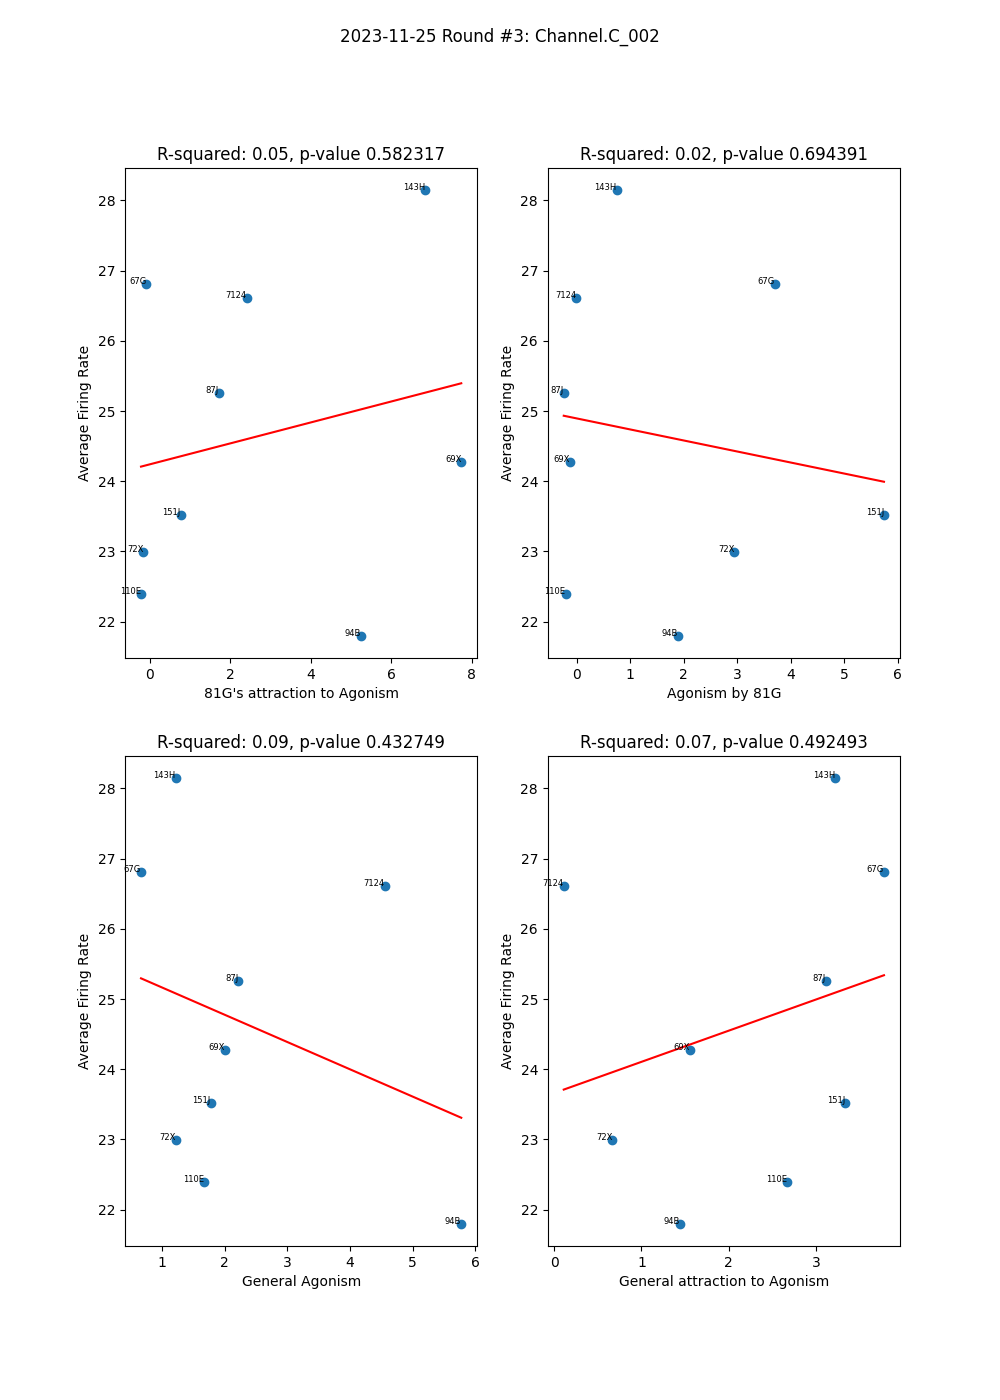 2023-11-25 Round #3: Channel.C_002
R-squared: 0.05, p-value 0.582317
28
27
26
25
24
23
22
Average Firing Rate
143H
67G
7124
87J
69X
151J
72X
110E
94B
0 2 4 6 8
81G's attraction to Agonism
R-squared: 0.02, p-value 0.694391
28
27
26
25
24
23
22
Average Firing Rate
143H
67G
7124
87J
69X
151J
72X
110E
94B
0 1 2 3 4 5 6
Agonism by 81G
R-squared: 0.09, p-value 0.432749
28
27
26
25
24
23
22
Average Firing Rate
143H
67G
7124
87J
69X
151J
72X
110E
94B
1 2 3 4 5 6
General Agonism
R-squared: 0.07, p-value 0.492493
28
27
26
25
24
23
22
Average Firing Rate
143H
67G
7124
87J
69X
151J
72X
110E
94B
0 1 2 3
General attraction to Agonism